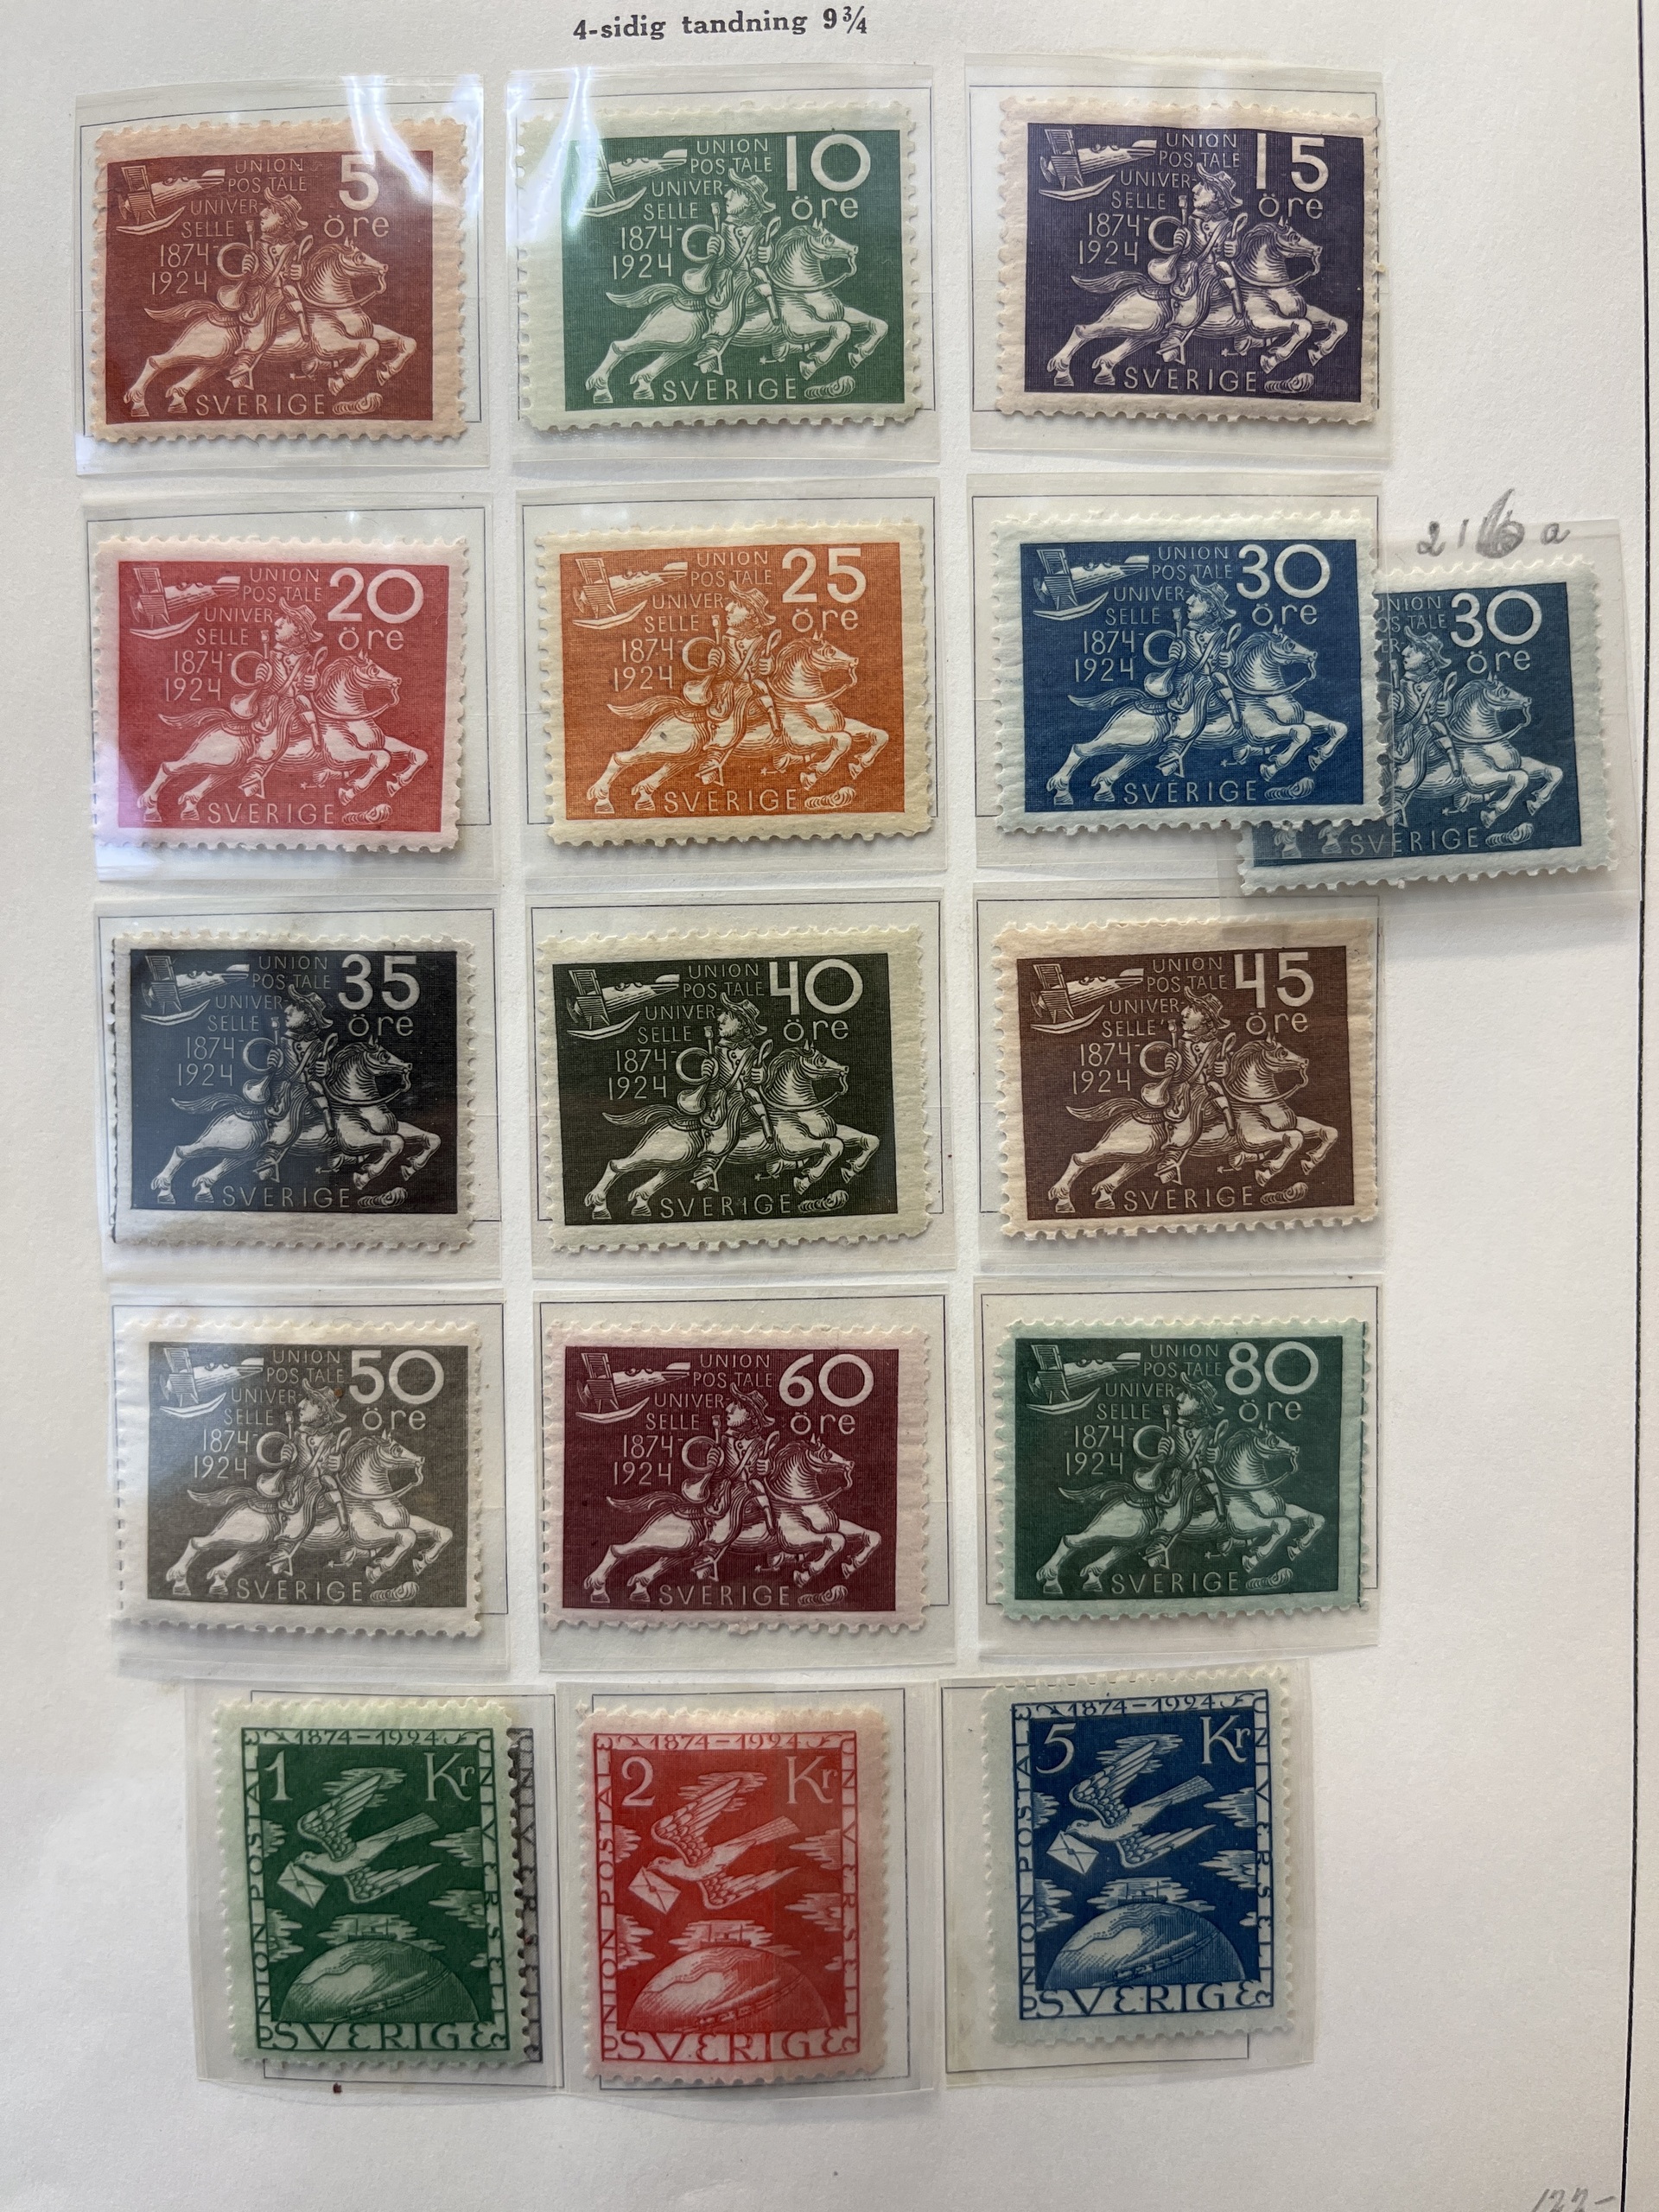 4-sidig tandning 9¾
UNION
POSTALE
UNIVER-
SELLE
1874-
1924
5
öre
SVERIGE
UNION
POSTALE
UNIVER-
SELLE
1874-
1924
10
öre
SVERIGE
UNION
POSTALE
UNIVER-
SELLE
1874-
1924
15
öre
SVERIGE
UNION
POSTALE
UNIVER-
SELLE
1874-
1924
20
öre
SVERIGE
UNION
POSTALE
UNIVER-
SELLE
1874-
1924
25
öre
SVERIGE
UNION
POSTALE
UNIVER-
SELLE
1874-
1924
30
öre
SVERIGE
30
öre
SVERIGE
UNION
POSTALE
UNIVER-
SELLE
1874-
1924
35
öre
SVERIGE
UNION
POSTALE
UNIVER-
SELLE
1874-
1924
40
öre
SVERIGE
UNION
POSTALE
UNIVER-
SELLE
1874-
1924
45
öre
SVERIGE
UNION
POSTALE
UNIVER-
SELLE
1874-
1924
50
öre
SVERIGE
UNION
POSTALE
UNIVER-
SELLE
1874-
1924
60
öre
SVERIGE
UNION
POSTALE
UNIVER-
SELLE
1874-
1924
80
öre
SVERIGE
1874-1924
1 Kr
UNION POSTALE
UNIVERSELLE
SVERIGE
1874-1924
2 Kr
UNION POSTALE
UNIVERSELLE
SVERIGE
1874-1924
5 Kr
UNION POSTALE
UNIVERSELLE
SVERIGE
122-